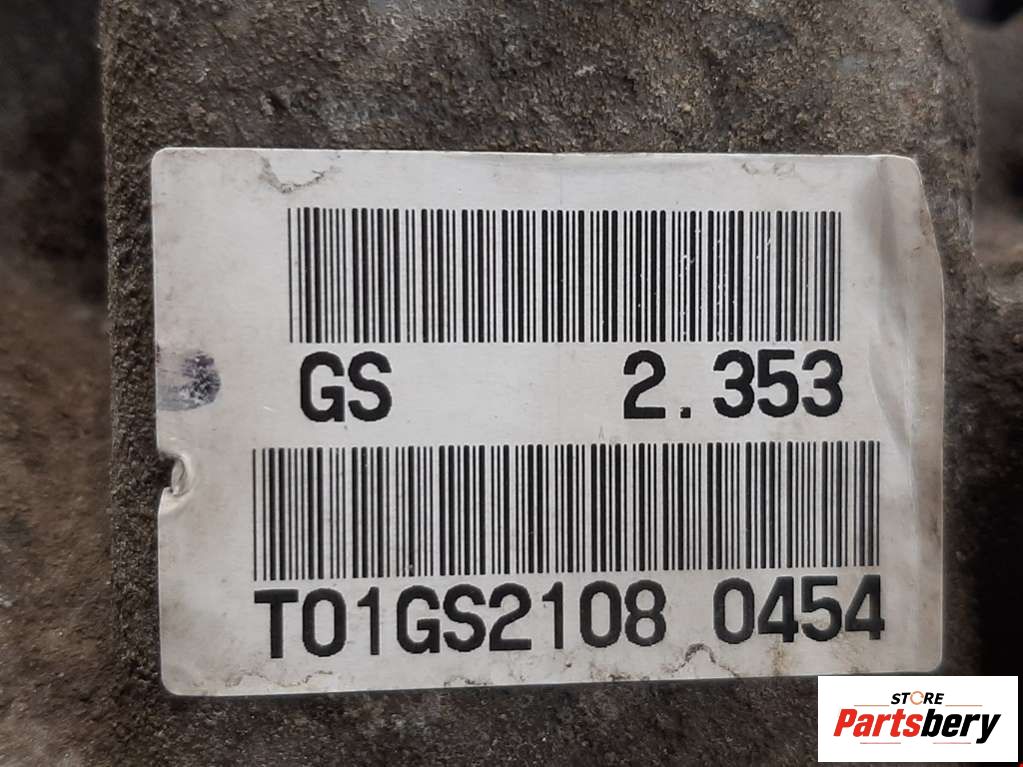 GS 2.353
T01GS2108 0454
STORE
Partsbery